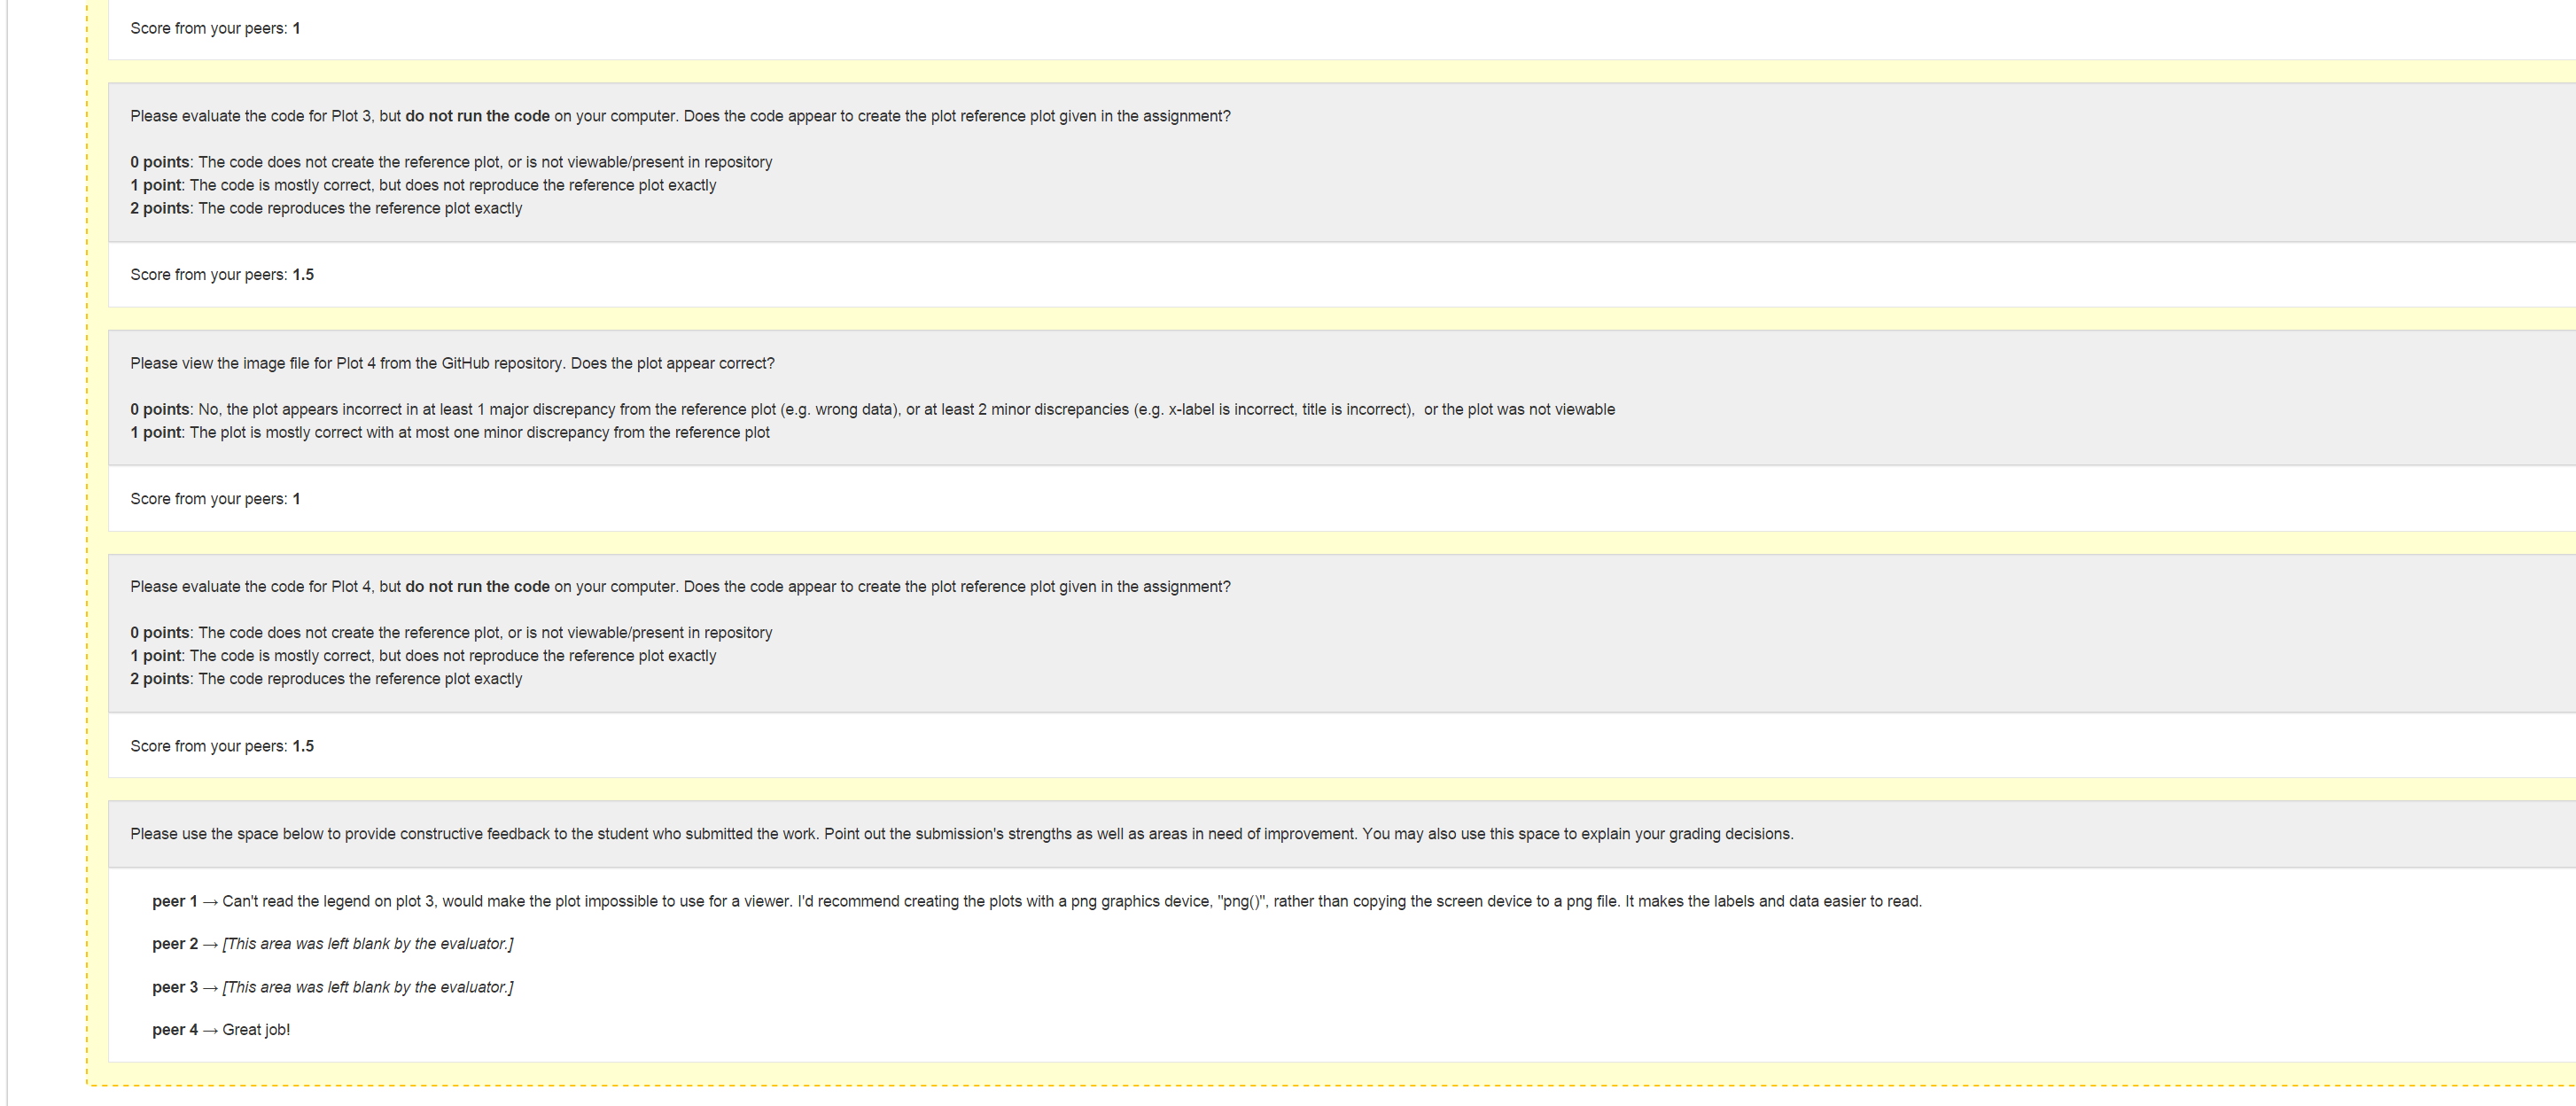 Score from your peers: 1
Please evaluate the code for Plot 3, but do not run the code on your computer. Does the code appear to create the plot reference plot given in the assignment?
0 points: The code does not create the reference plot, or is not viewable/present in repository
1 point: The code is mostly correct, but does not reproduce the reference plot exactly
2 points: The code reproduces the reference plot exactly
Score from your peers: 1.5
Please view the image file for Plot 4 from the GitHub repository. Does the plot appear correct?
0 points: No, the plot appears incorrect in at least 1 major discrepancy from the reference plot (e.g. wrong data), or at least 2 minor discrepancies (e.g. x-label is incorrect, title is incorrect),  or the plot was not viewable
1 point: The plot is mostly correct with at most one minor discrepancy from the reference plot
Score from your peers: 1
Please evaluate the code for Plot 4, but do not run the code on your computer. Does the code appear to create the plot reference plot given in the assignment?
0 points: The code does not create the reference plot, or is not viewable/present in repository
1 point: The code is mostly correct, but does not reproduce the reference plot exactly
2 points: The code reproduces the reference plot exactly
Score from your peers: 1.5
Please use the space below to provide constructive feedback to the student who submitted the work. Point out the submission's strengths as well as areas in need of improvement. You may also use this space to explain your grading decisions.
peer 1 → Can't read the legend on plot 3, would make the plot impossible to use for a viewer. I'd recommend creating the plots with a png graphics device, "png()", rather than copying the screen device to a png file. It makes the labels and data easier to read.
peer 2 → [This area was left blank by the evaluator.]
peer 3 → [This area was left blank by the evaluator.]
peer 4 → Great job!